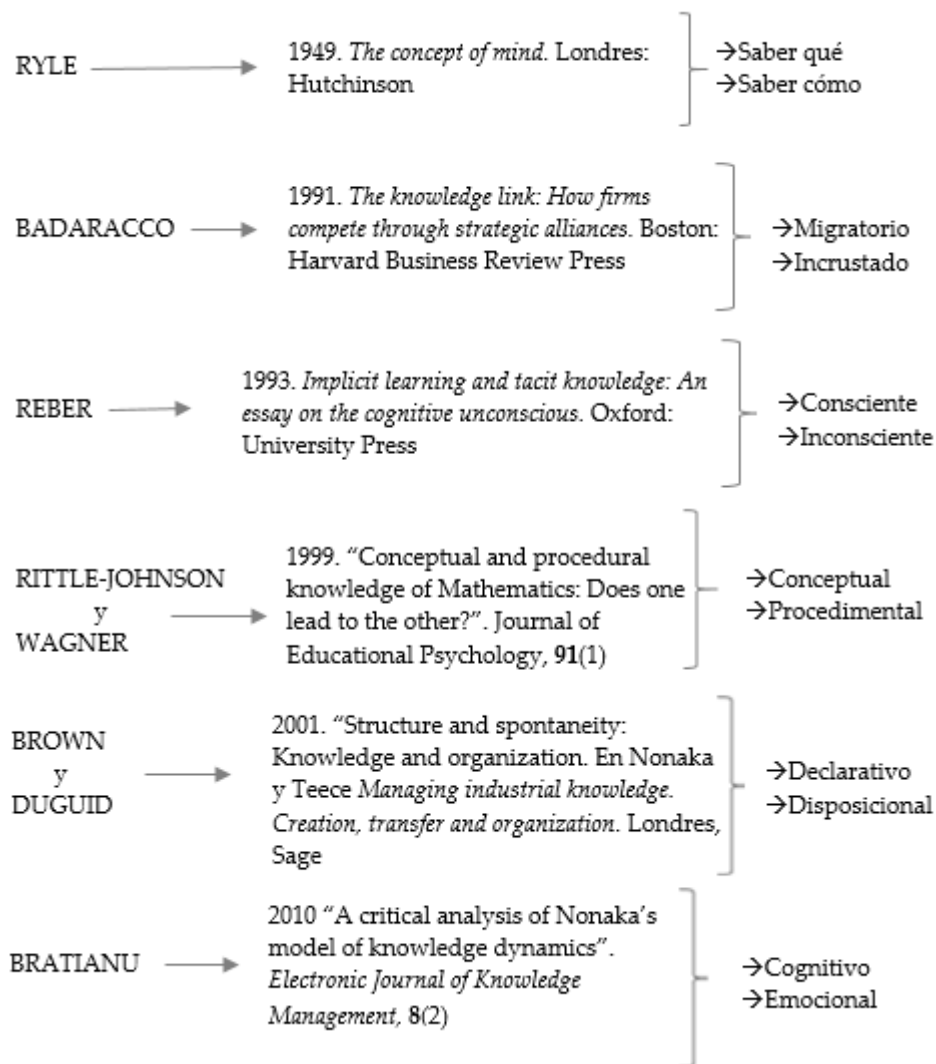 RYLE
1949. The concept of mind. Londres:
Hutchinson
→Saber qué
→Saber cómo
BADARACCO
1991. The knowledge link: How firms
compete through strategic alliances. Boston:
Harvard Business Review Press
→Migratorio
→Incrustado
REBER
1993. Implicit learning and tacit knowledge: An
essay on the cognitive unconscious. Oxford:
University Press
→Consciente
→Inconsciente
RITTLE-JOHNSON
y
WAGNER
1999. “Conceptual and procedural
knowledge of Mathematics: Does one
lead to the other?”. Journal of
Educational Psychology, 91(1)
→Conceptual
→Procedimental
BROWN
y
DUGUID
2001. “Structure and spontaneity:
Knowledge and organization. En Nonaka
y Teece Managing industrial knowledge.
Creation, transfer and organization. Londres,
Sage
→Declarativo
→Disposicional
BRATIANU
2010 “A critical analysis of Nonaka’s
model of knowledge dynamics”.
Electronic Journal of Knowledge
Management, 8(2)
→Cognitivo
→Emocional